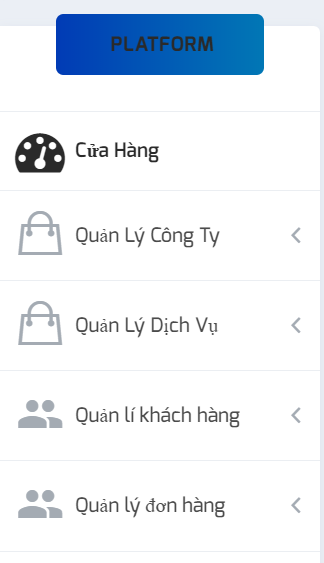 PLATFORM
Cửa Hàng
Quản Lý Công Ty
Quản Lý Dịch Vụ
Quản lí khách hàng
Quản lý đơn hàng